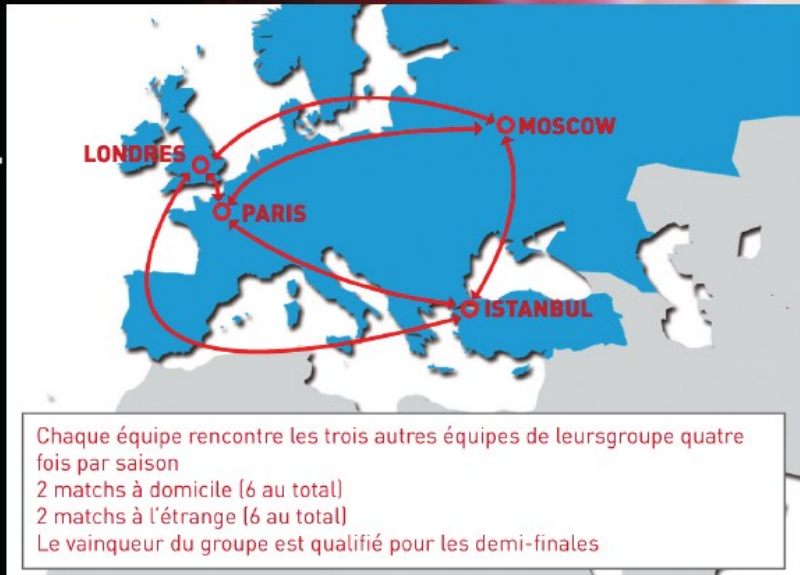 LONDRES
MOSCOW
PARIS
ISTANBUL
Chaque équipe rencontre les trois autres équipes de leursgroupe quatre
fois par saison
2 matchs à domicile (6 au total)
2 matchs à l'étrange (6 au total)
Le vainqueur du groupe est qualifié pour les demi-finales